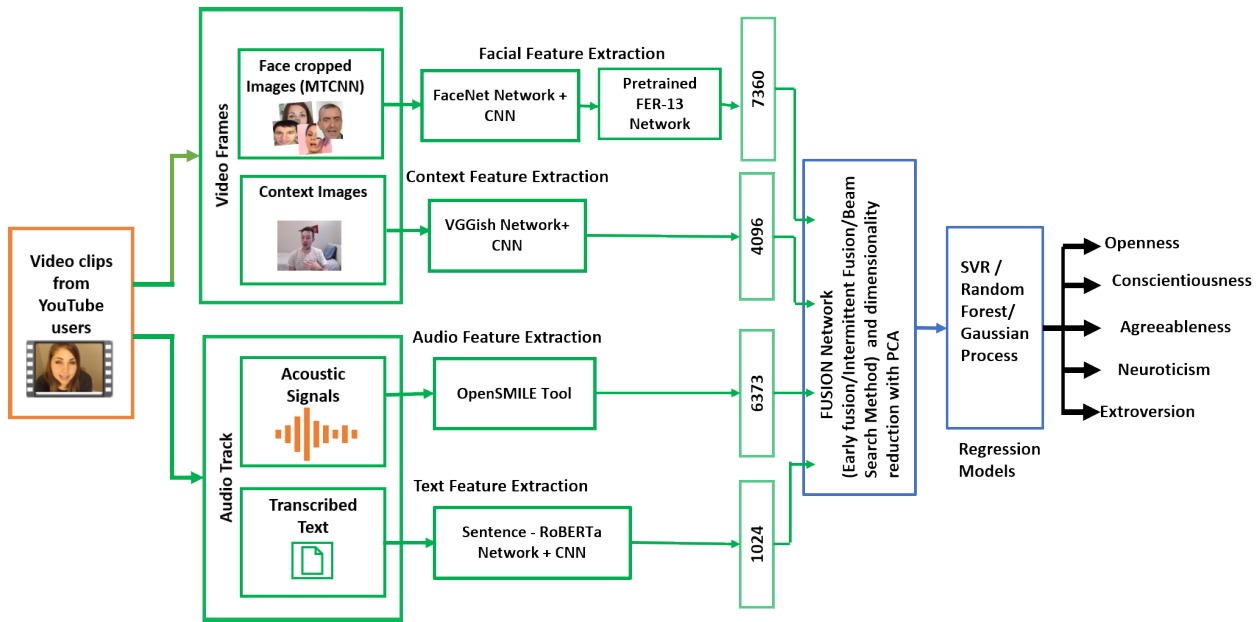 Video clips
from
YouTube
users
Video Frames
Face cropped
Images (MTCNN)
Context Images
Audio Track
Acoustic
Signals
Transcribed
Text
Facial Feature Extraction
FaceNet Network +
CNN
Pretrained
FER-13
Network
7360
Context Feature Extraction
VGGish Network+
CNN
4096
Audio Feature Extraction
OpenSMILE Tool
6373
Text Feature Extraction
Sentence - RoBERTa
Network + CNN
1024
FUSION Network
(Early fusion/Intermittent Fusion/Beam
Search Method) and dimensionality
reduction with PCA
SVR /
Random
Forest/
Gaussian
Process
Regression
Models
Openness
Conscientiousness
Agreeableness
Neuroticism
Extroversion